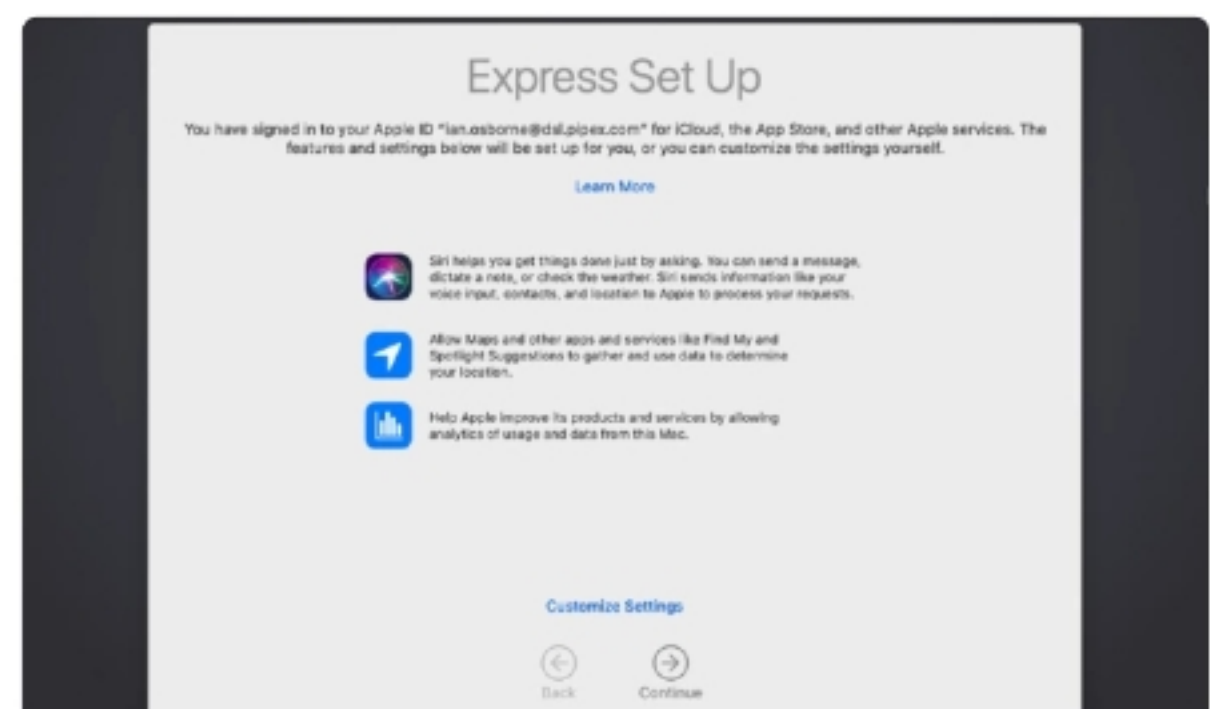 Express Set Up
You have signed in to your Apple ID "ian.osborne@dsl.pipex.com" for iCloud, the App Store, and other Apple services. The
features and settings below will be set up for you, or you can customize the settings yourself.
Learn More
Siri helps you get things done just by asking. You can send a message,
dictate a note, or check the weather. Siri sends information like your
voice input, contacts, and location to Apple to process your requests.
Allow Maps and other apps and services like Find My and
Spotlight Suggestions to gather and use data to determine
your location.
Help Apple improve its products and services by allowing
analytics of usage and data from this Mac.
Customize Settings
Back
Continue